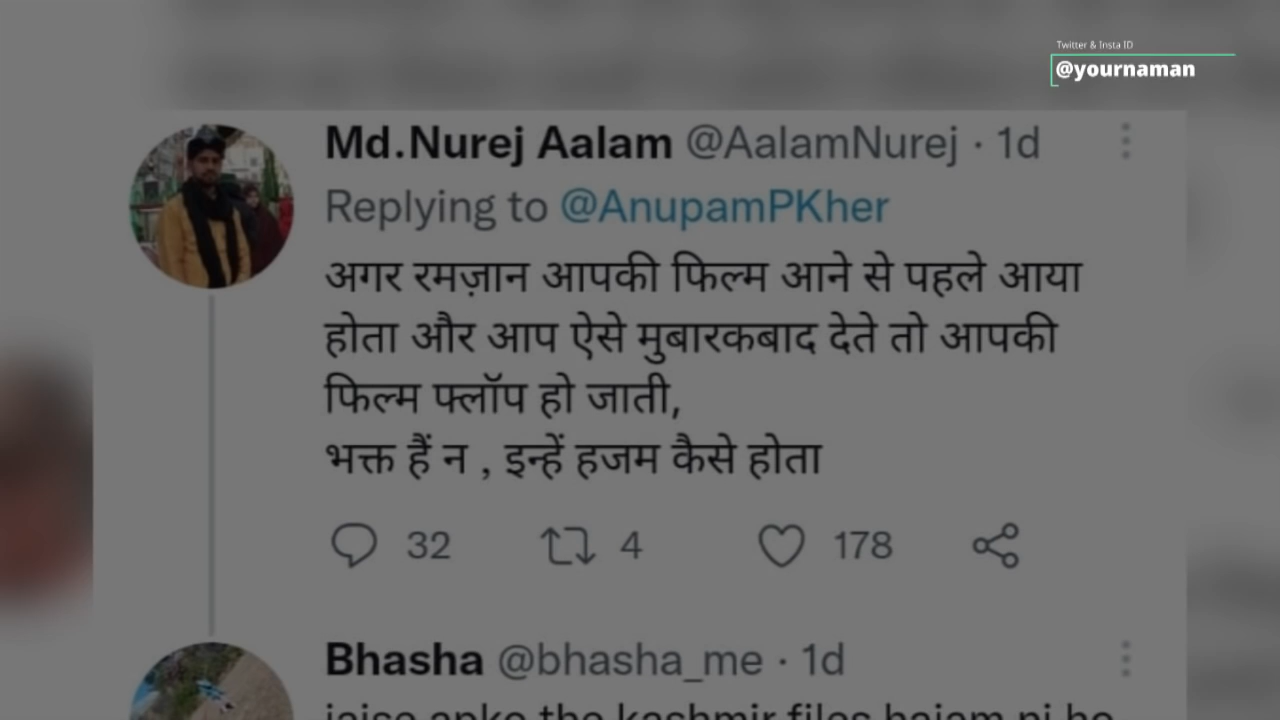 Twitter & Insta ID
@yournaman
Md.Nurej Aalam @AalamNurej · 1d
Replying to @AnupamPKher
अगर रमज़ान आपकी फिल्म आने से पहले आया
होता और आप ऐसे मुबारकबाद देते तो आपकी
फिल्म फ्लॉप हो जाती,
भक्त हैं न , इन्हें हजम कैसे होता
32 4 178
Bhasha @bhasha_me · 1d
jaise apko the kashmir files hajam ni ho